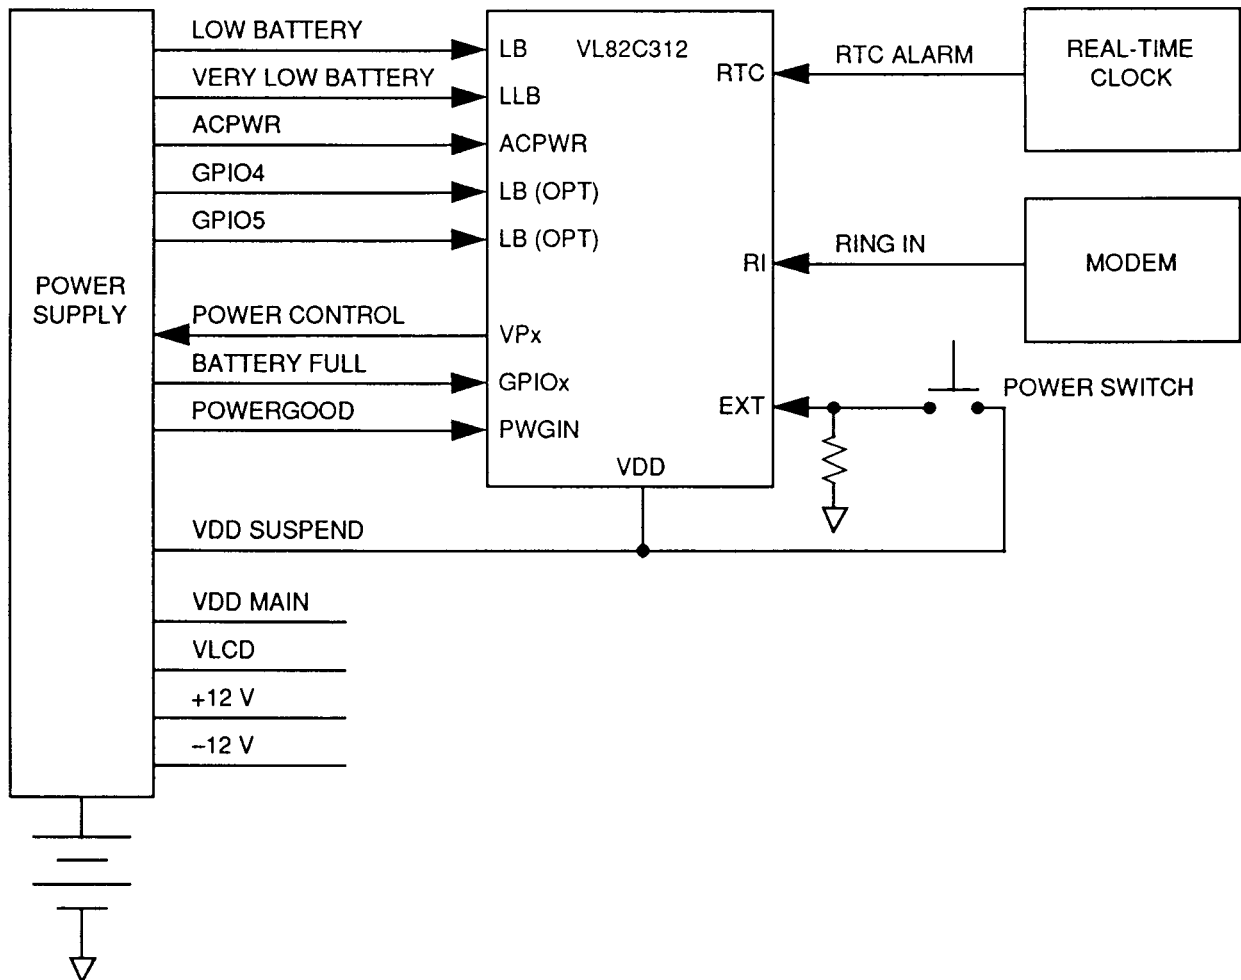 LOW BATTERY
LB
VL82C312
RTC
RTC ALARM
REAL-TIME
CLOCK
VERY LOW BATTERY
LLB
ACPWR
ACPWR
GPIO4
LB (OPT)
GPIO5
LB (OPT)
RI
RING IN
MODEM
POWER
SUPPLY
POWER CONTROL
VPx
BATTERY FULL
GPIOx
POWERGOOD
PWGIN
EXT
POWER SWITCH
VDD
VDD SUSPEND
VDD MAIN
VLCD
+12 V
–12 V